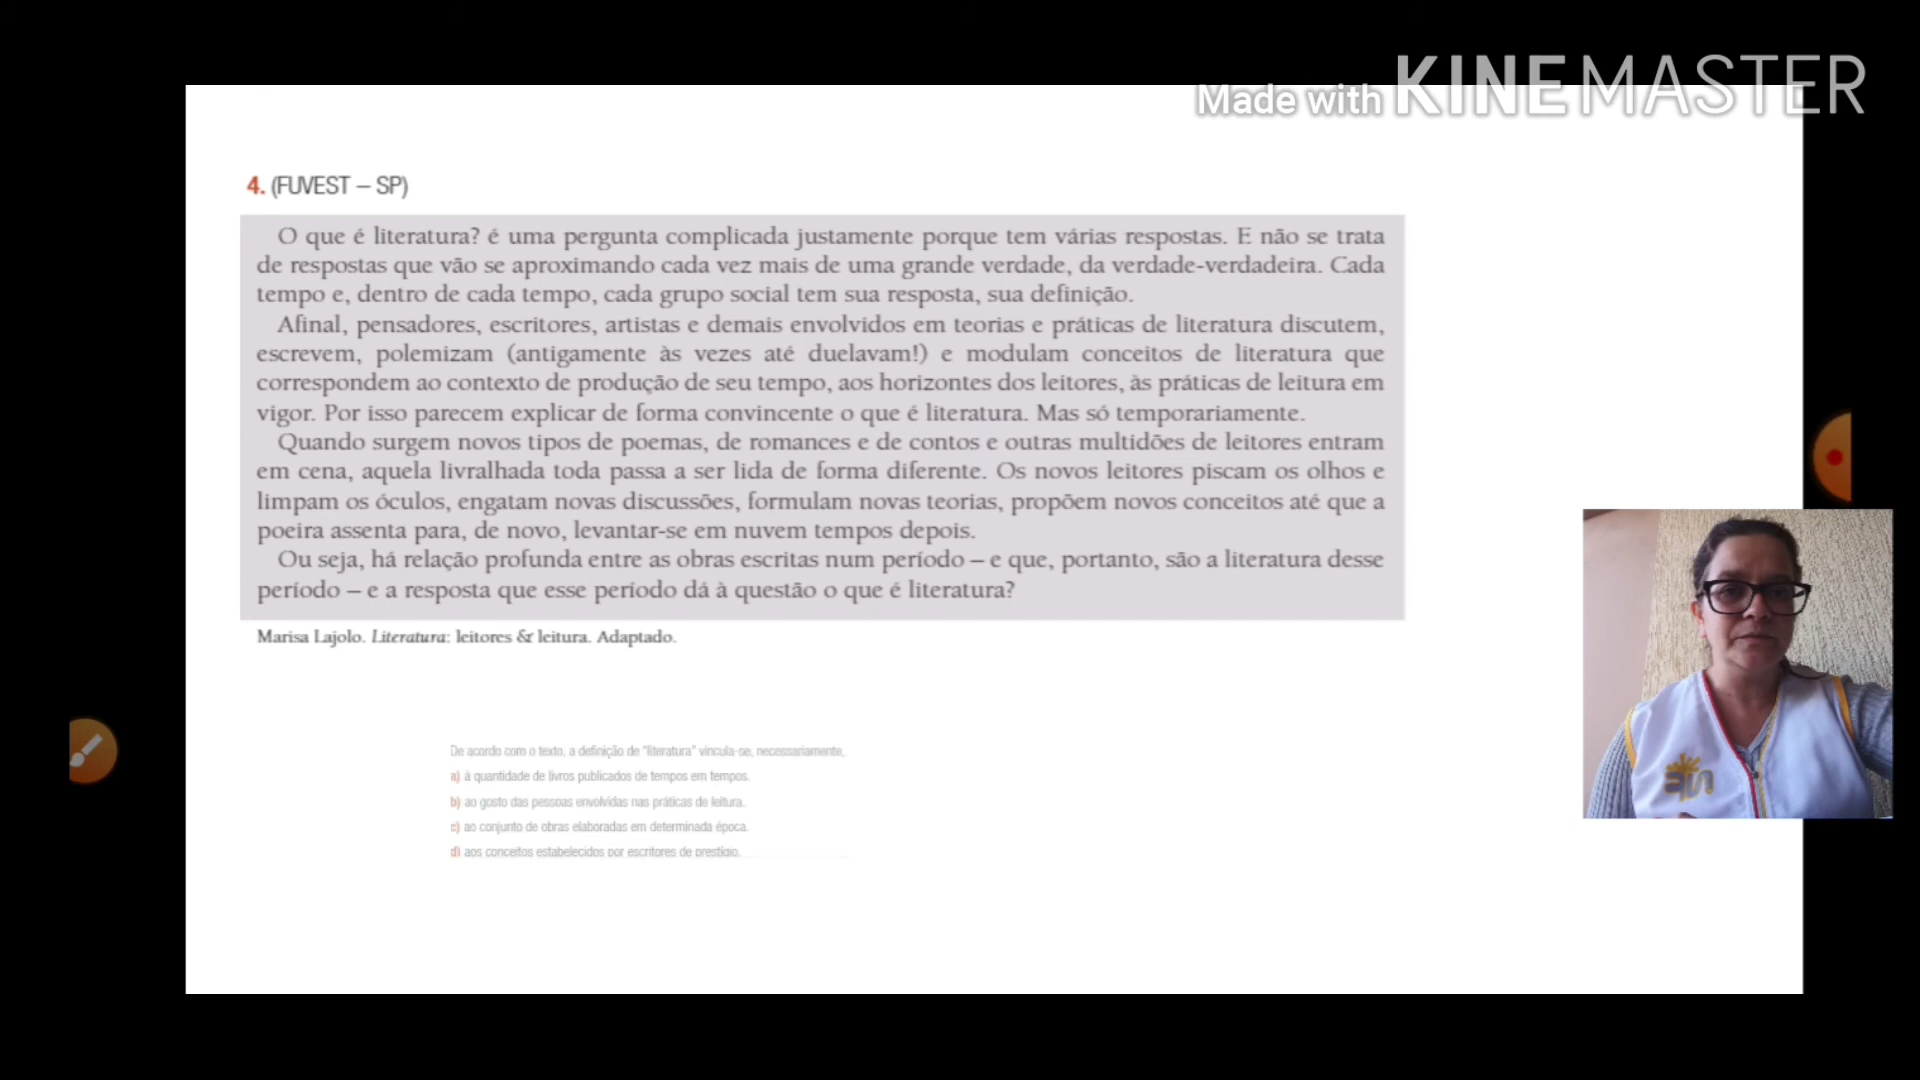 Made with KINEMASTER
4. (FUVEST – SP)
O que é literatura? é uma pergunta complicada justamente porque tem várias respostas. E não se trata
de respostas que vão se aproximando cada vez mais de uma grande verdade, da verdade-verdadeira. Cada
tempo e, dentro de cada tempo, cada grupo social tem sua resposta, sua definição.
Afinal, pensadores, escritores, artistas e demais envolvidos em teorias e práticas de literatura discutem,
escrevem, polemizam (antigamente às vezes até duelavam!) e modulam conceitos de literatura que
correspondem ao contexto de produção de seu tempo, aos horizontes dos leitores, às práticas de leitura em
vigor. Por isso parecem explicar de forma convincente o que é literatura. Mas só temporariamente.
Quando surgem novos tipos de poemas, de romances e de contos e outras multidões de leitores entram
em cena, aquela livralhada toda passa a ser lida de forma diferente. Os novos leitores piscam os olhos e
limpam os óculos, engatam novas discussões, formulam novas teorias, propõem novos conceitos até que a
poeira assenta para, de novo, levantar-se em nuvem tempos depois.
Ou seja, há relação profunda entre as obras escritas num período – e que, portanto, são a literatura desse
período – e a resposta que esse período dá à questão o que é literatura?
Marisa Lajolo. Literatura: leitores & leitura. Adaptado.
De acordo com o texto, a definição de "literatura" vincula-se, necessariamente,
a) à quantidade de livros publicados de tempos em tempos.
b) ao gosto das pessoas envolvidas nas práticas de leitura.
c) ao conjunto de obras elaboradas em determinada época.
d) aos conceitos estabelecidos por escritores de prestígio.